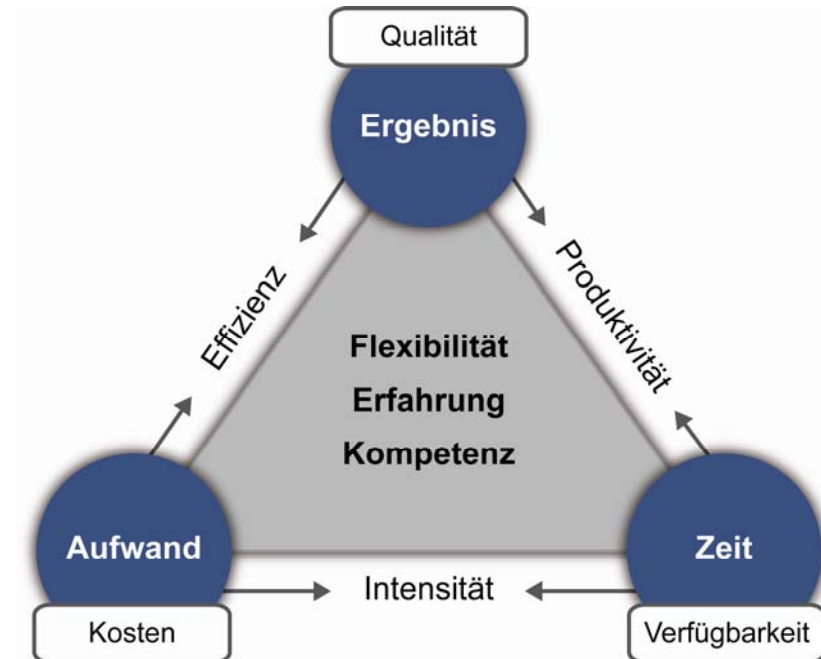 Qualität
Ergebnis
Effizienz
Produktivität
Flexibilität
Erfahrung
Kompetenz
Aufwand
Zeit
Intensität
Kosten
Verfügbarkeit